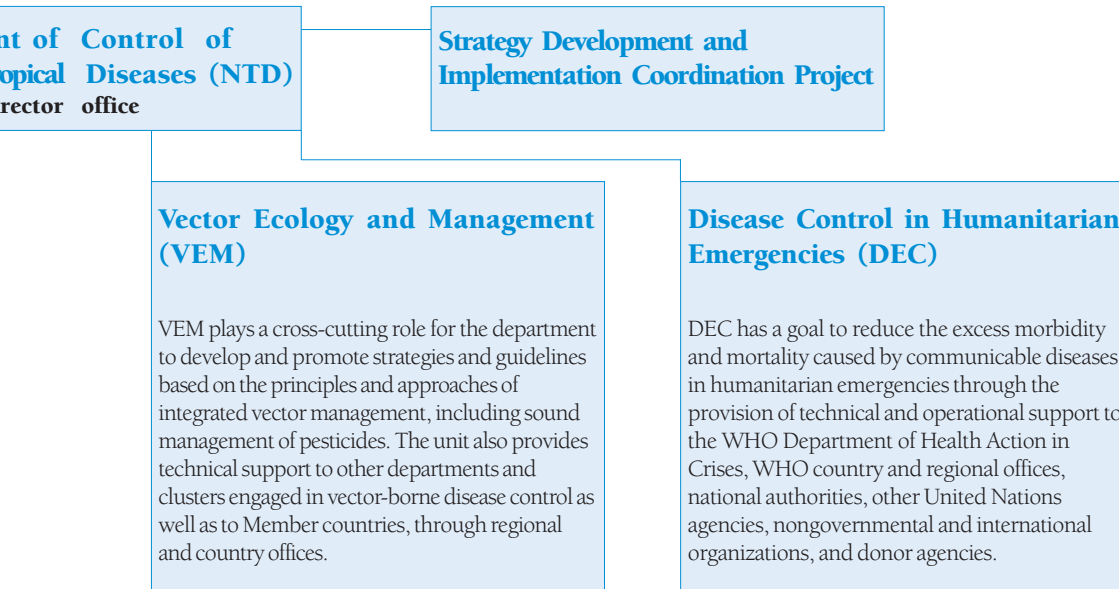 nt of Control of
opical Diseases (NTD)
rector office
Strategy Development and
Implementation Coordination Project
Vector Ecology and Management
(VEM)
VEM plays a cross-cutting role for the department
to develop and promote strategies and guidelines
based on the principles and approaches of
integrated vector management, including sound
management of pesticides. The unit also provides
technical support to other departments and
clusters engaged in vector-borne disease control as
well as to Member countries, through regional
and country offices.
Disease Control in Humanitarian
Emergencies (DEC)
DEC has a goal to reduce the excess morbidity
and mortality caused by communicable diseases
in humanitarian emergencies through the
provision of technical and operational support to
the WHO Department of Health Action in
Crises, WHO country and regional offices,
national authorities, other United Nations
agencies, nongovernmental and international
organizations, and donor agencies.